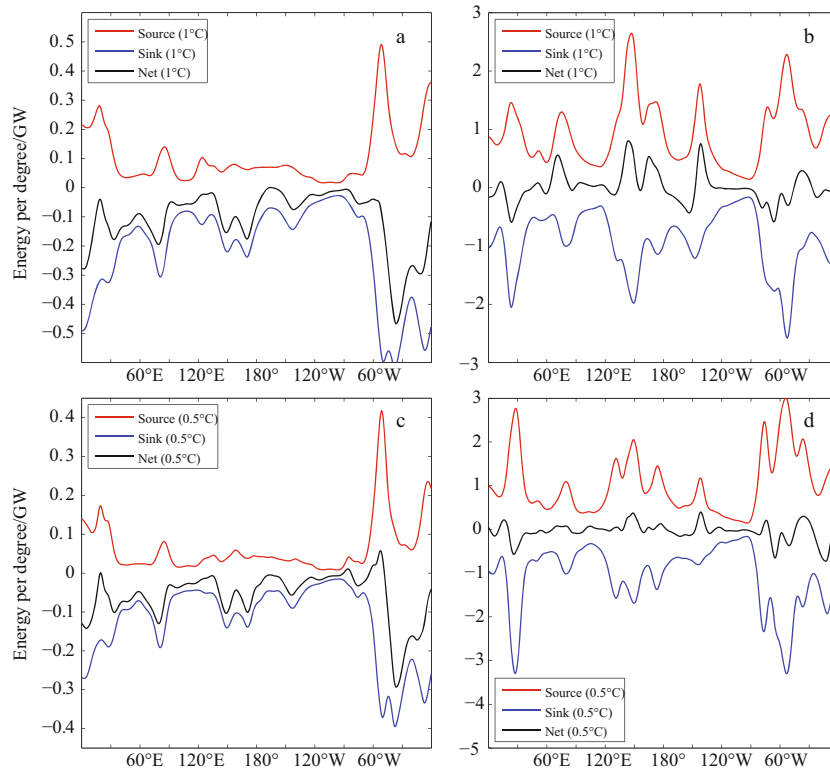 a
Source (1°C)
Sink (1°C)
Net (1°C)
0.5
0.4
0.3
0.2
0.1
0
−0.1
−0.2
−0.3
−0.4
−0.5
Energy per degree/GW
60°E 120°E 180° 120°W 60°W
b
Source (1°C)
Sink (1°C)
Net (1°C)
3
2
1
0
−1
−2
−3
60°E 120°E 180° 120°W 60°W
c
Source (0.5°C)
Sink (0.5°C)
Net (0.5°C)
0.4
0.3
0.2
0.1
0
−0.1
−0.2
−0.3
−0.4
Energy per degree/GW
60°E 120°E 180° 120°W 60°W
d
3
2
1
0
−1
−2
−3
−4
−5
Source (0.5°C)
Sink (0.5°C)
Net (0.5°C)
60°E 120°E 180° 120°W 60°W